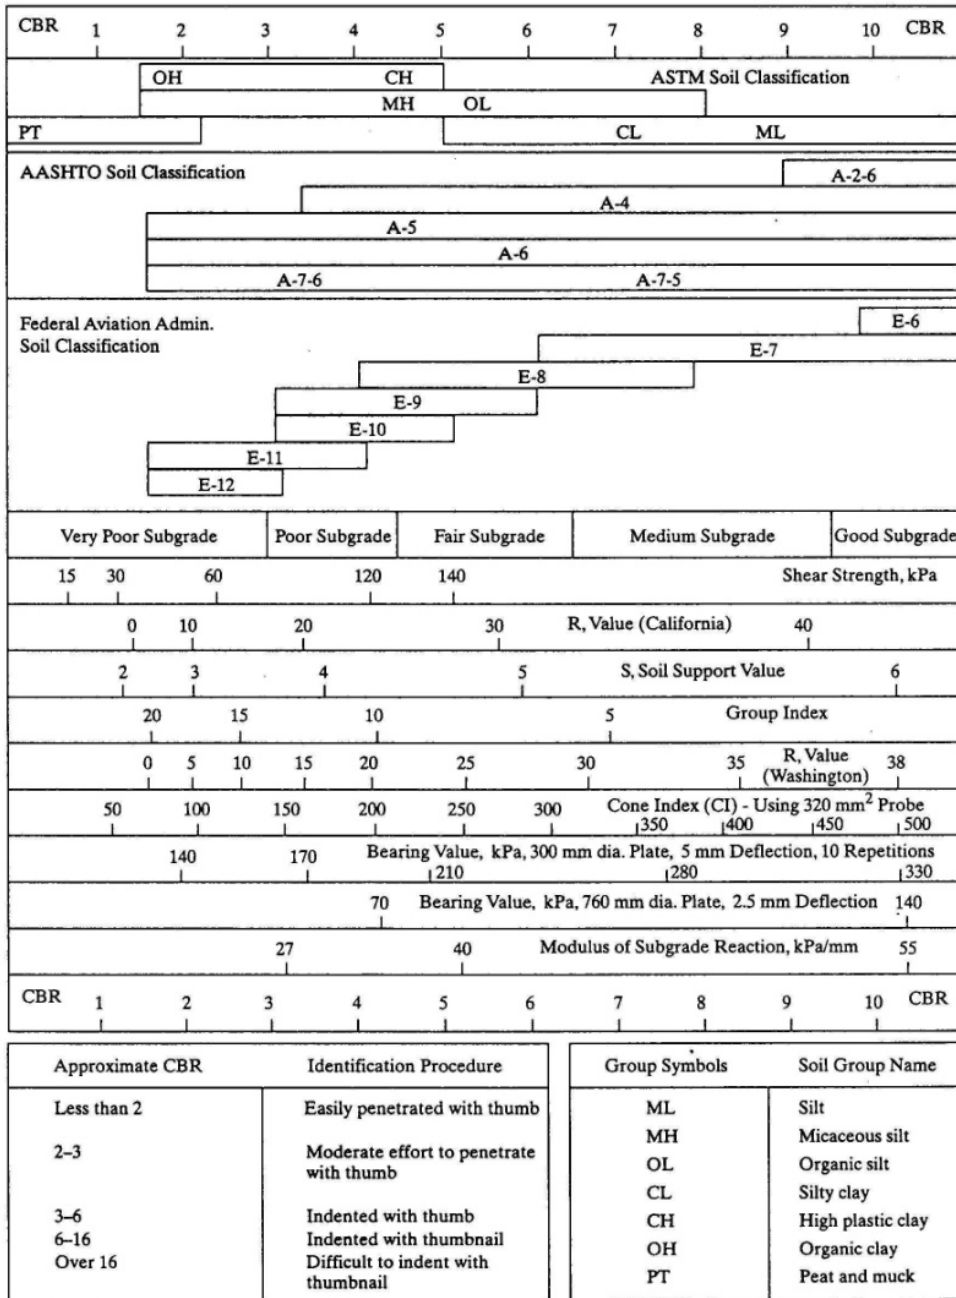 CBR 1 2 3 4 5 6 7 8 9 10 CBR
OH CH ASTM Soil Classification
MH OL
PT CL ML
AASHTO Soil Classification A-2-6
A-4
A-5
A-6
A-7-6 A-7-5
Federal Aviation Admin. E-6
Soil Classification E-7
E-8
E-9
E-10
E-11
E-12
Very Poor Subgrade Poor Subgrade Fair Subgrade Medium Subgrade Good Subgrade
15 30 60 120 140 Shear Strength, kPa
0 10 20 30 R, Value (California) 40
2 3 4 5 S, Soil Support Value 6
20 15 10 5 Group Index
0 5 10 15 20 25 30 35 R, Value 38
(Washington)
Cone Index (CI) - Using 320 mm² Probe
50 100 150 200 250 300 350 400 450 500
Bearing Value, kPa, 300 mm dia. Plate, 5 mm Deflection, 10 Repetitions
140 170 210 280 330
70 Bearing Value, kPa, 760 mm dia. Plate, 2.5 mm Deflection 140
27 40 Modulus of Subgrade Reaction, kPa/mm 55
CBR 1 2 3 4 5 6 7 8 9 10 CBR
Approximate CBR Identification Procedure
Less than 2 Easily penetrated with thumb
2–3 Moderate effort to penetrate
with thumb
3–6 Indented with thumb
6–16 Indented with thumbnail
Over 16 Difficult to indent with
thumbnail
Group Symbols Soil Group Name
ML Silt
MH Micaceous silt
OL Organic silt
CL Silty clay
CH High plastic clay
OH Organic clay
PT Peat and muck